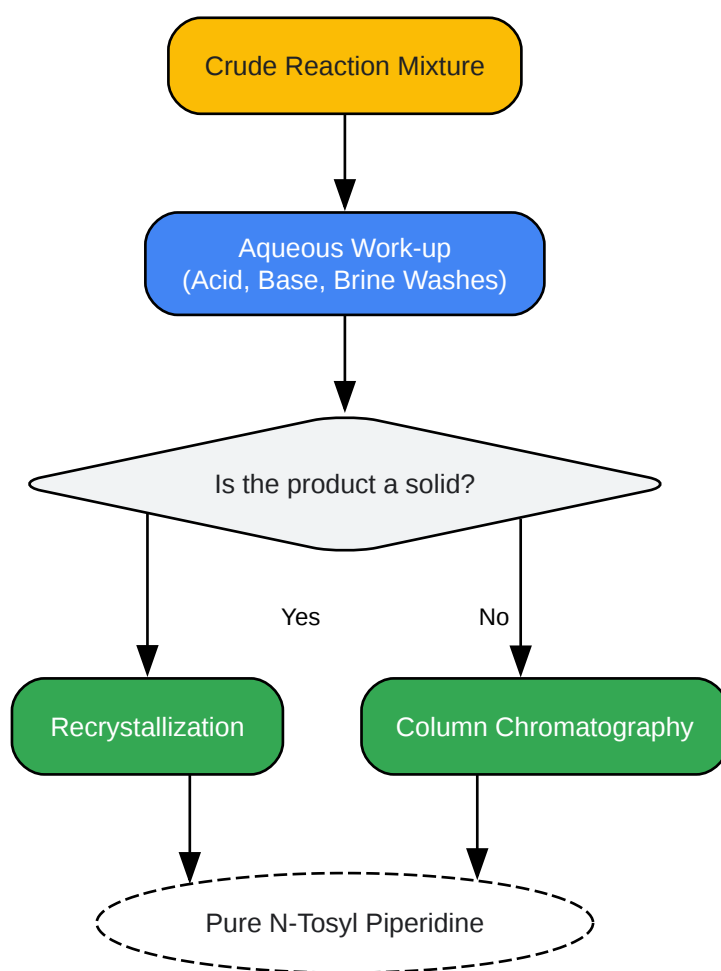 Crude Reaction Mixture
Aqueous Work-up
(Acid, Base, Brine Washes)
Is the product a solid?
Yes
No
Recrystallization
Column Chromatography
Pure N-Tosyl Piperidine